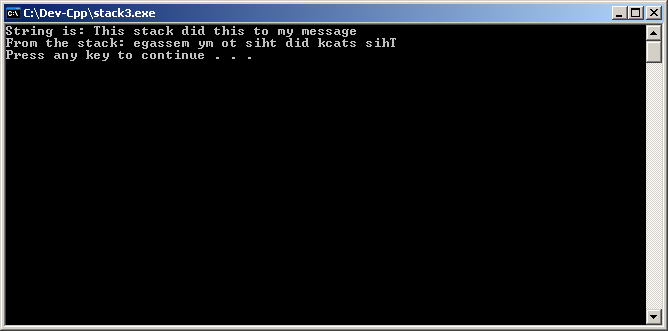 C:\Dev-Cpp\stack3.exe
String is: This stack did this to my message
From the stack: egassem ym ot siht did kcats sihT
Press any key to continue . . .